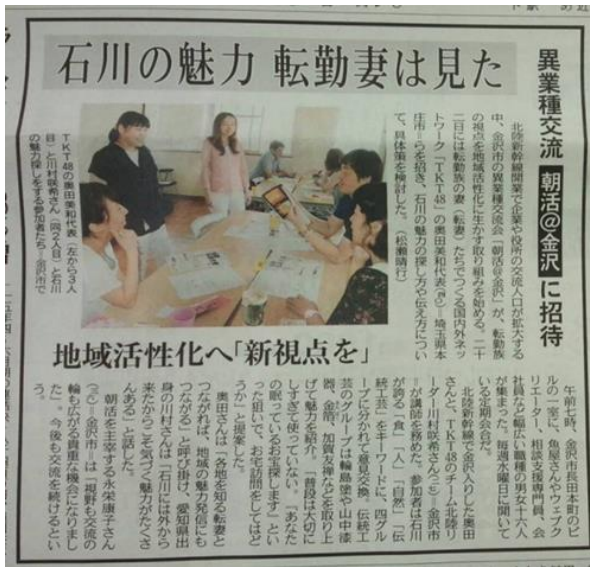 石川の魅力 転勤妻は見た
異業種交流 朝活@金沢 に招待
北陸新幹線開業で企業や役所の交流人口が拡大する
中、金沢市の異業種交流会「朝活@金沢」が、転勤族
の視点を地域活性化に生かす取り組みを始める。二十
二日には転勤族の妻（転妻）たちでつくる国内外ネッ
トワーク「TKT48」の奥田美和代表＝埼玉県本
庄市＝らを招き、石川の魅力の探し方や伝え方につい
て、具体策を検討した。（松瀬晴行）
TKT48の奥田美和代表（左から3人
目）と川村咲希さん（同2人目）と石川
の魅力探しをする参加者たち＝金沢市で
地域活性化へ「新視点を」
午前七時、金沢市長田本町のビ
ルの一室に、魚屋さんやウェブク
リエーター、相談支援専門員、会
社員など幅広い職種の男女十六人
が集まった。毎週水曜日に開いて
いる定期会合だ。
北陸新幹線で金沢入りした奥田
さんと、TKT48のチーム北陸リ
ーダー川村咲希さん＝金沢市
＝が講師を務めた。参加者は石川
が誇る「食」「人」「自然」「伝
統工芸」をキーワードに、四グル
ープに分かれて意見交換。伝統工
芸のグループは輪島塗や山中漆
器、金箔、加賀友禅などを取り上
げて魅力を紹介。「普段は大切に
しすぎて使っていない。『あなた
の眠っているお宝探します』とい
った狙いで、お宅訪問をしてはど
うか」と提案した。
奥田さんは「各地を知る転妻と
つながれば、地域の魅力発信にも
つながる」と呼び掛け、愛知県出
身の川村さんは「石川には外から
来たからこそ気づく魅力がたくさ
んある」と話した。
朝活を主宰する永栄康子さん
＝金沢市＝は「視野も交流の
輪も広がる貴重な機会になりまし
た」。今後も交流を続けるとい
う。